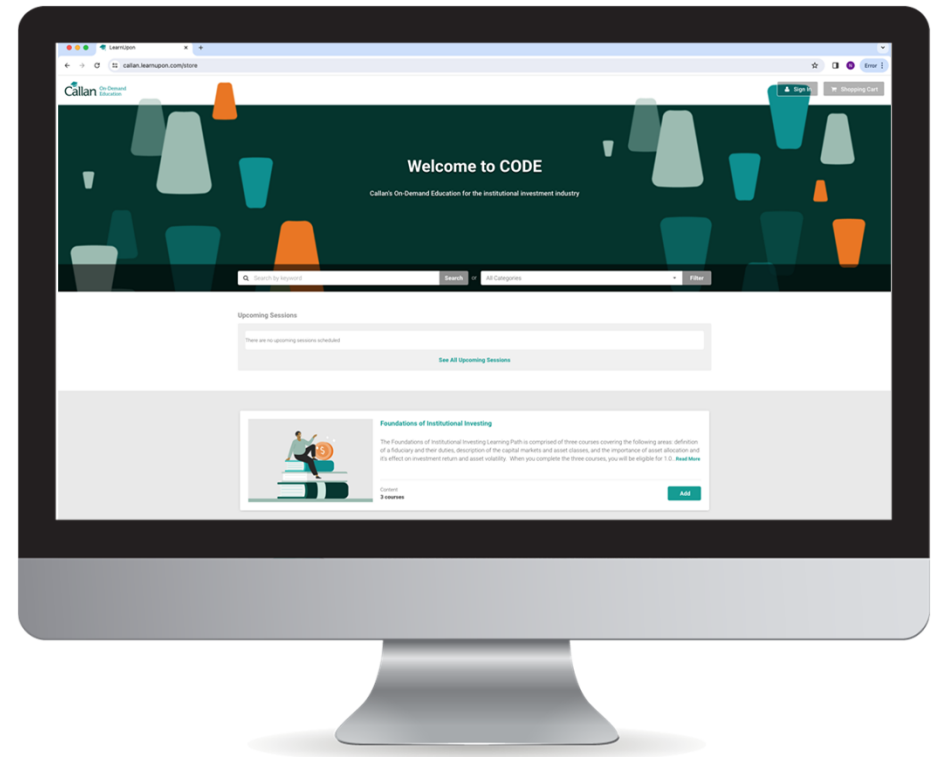 LearnUpon
callan.learnupon.com/store
Error
Callan On-Demand
Education
Sign In
Shopping Cart
Welcome to CODE
Callan's On-Demand Education for the institutional investment industry
Search by keyword
Search
or
All Categories
Filter
Upcoming Sessions
There are no upcoming sessions scheduled
See All Upcoming Sessions
Foundations of Institutional Investing
The Foundations of Institutional Investing Learning Path is comprised of three courses covering the following areas: definition
of a fiduciary and their duties, description of the capital markets and asset classes, and the importance of asset allocation and
it's effect on investment return and asset volatility. When you complete the three courses, you will be eligible for 1.0... Read More
Content
3 courses
Add